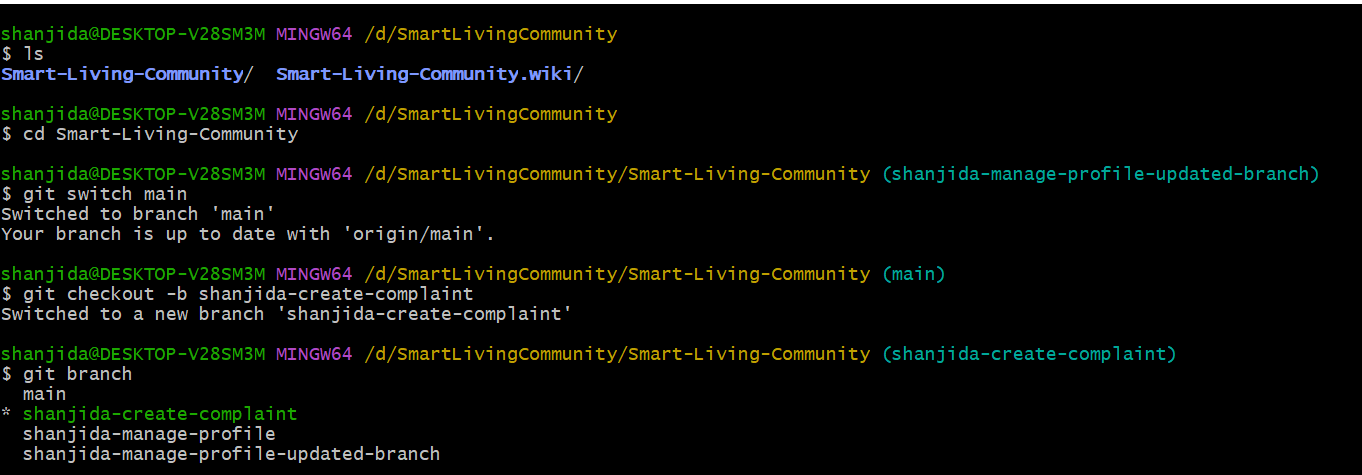 shanjida@DESKTOP-V28SM3M MINGW64 /d/SmartLivingCommunity
$ ls
Smart-Living-Community/  Smart-Living-Community.wiki/
shanjida@DESKTOP-V28SM3M MINGW64 /d/SmartLivingCommunity
$ cd Smart-Living-Community
shanjida@DESKTOP-V28SM3M MINGW64 /d/SmartLivingCommunity/Smart-Living-Community (shanjida-manage-profile-updated-branch)
$ git switch main
Switched to branch 'main'
Your branch is up to date with 'origin/main'.
shanjida@DESKTOP-V28SM3M MINGW64 /d/SmartLivingCommunity/Smart-Living-Community (main)
$ git checkout -b shanjida-create-complaint
Switched to a new branch 'shanjida-create-complaint'
shanjida@DESKTOP-V28SM3M MINGW64 /d/SmartLivingCommunity/Smart-Living-Community (shanjida-create-complaint)
$ git branch
  main
* shanjida-create-complaint
  shanjida-manage-profile
  shanjida-manage-profile-updated-branch